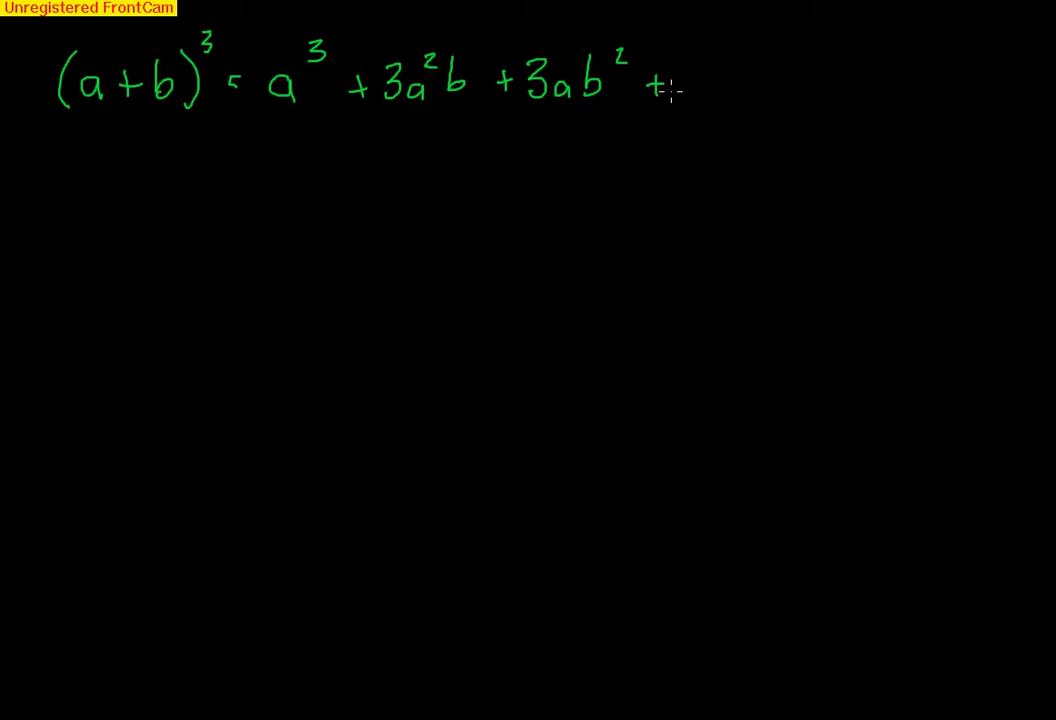 Unregistered FrontCam
(a+b)³ = a³ + 3a²b + 3ab² +